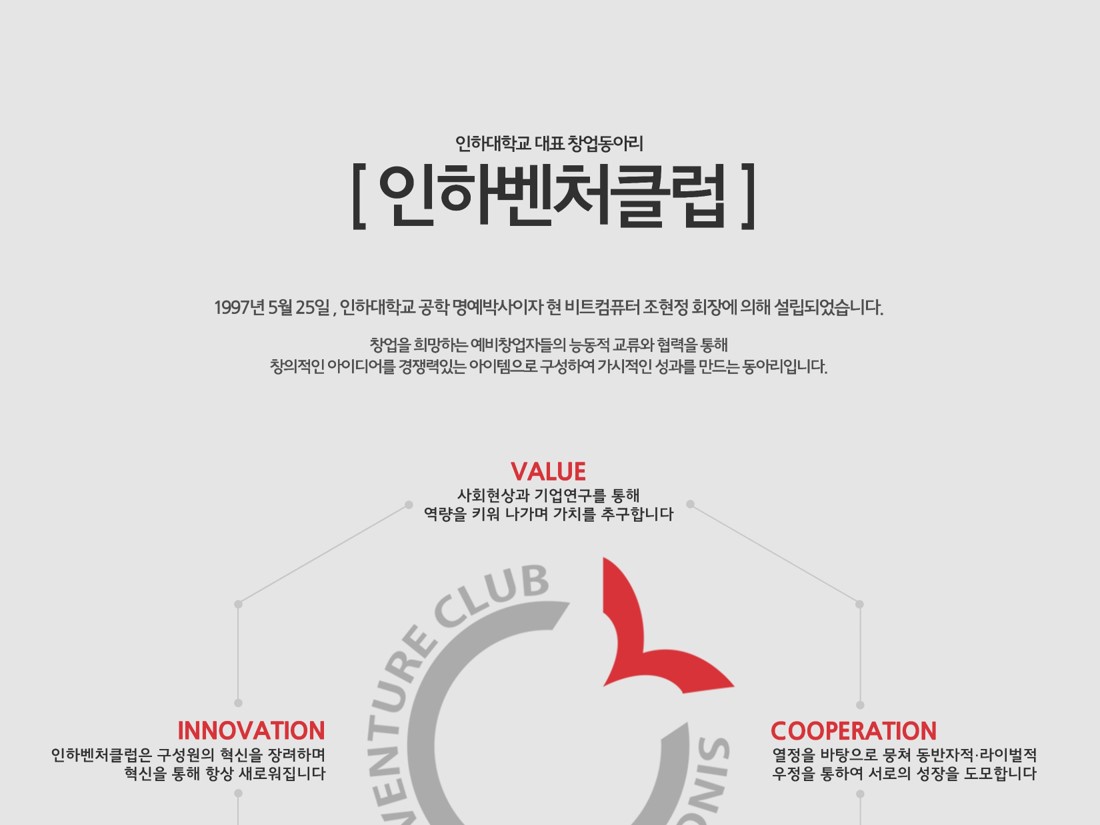 인하대학교 대표 창업동아리
[ 인하벤처클럽 ]
1997년 5월 25일 , 인하대학교 공학 명예박사이자 현 비트컴퓨터 조현정 회장에 의해 설립되었습니다.
창업을 희망하는 예비창업자들의 능동적 교류와 협력을 통해
창의적인 아이디어를 경쟁력있는 아이템으로 구성하여 가시적인 성과를 만드는 동아리입니다.
VALUE
사회현상과 기업연구를 통해
역량을 키워 나가며 가치를 추구합니다
VENTURE CLUB
INNOVATION
인하벤처클럽은 구성원의 혁신을 장려하며
혁신을 통해 항상 새로워집니다
COOPERATION
열정을 바탕으로 뭉쳐 동반자적·라이벌적
우정을 통하여 서로의 성장을 도모합니다